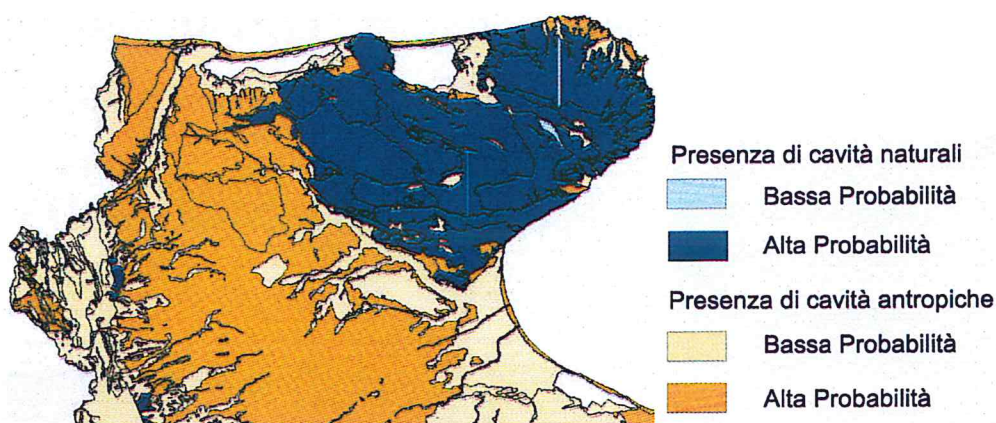 Presenza di cavità naturali
Bassa Probabilità
Alta Probabilità
Presenza di cavità antropiche
Bassa Probabilità
Alta Probabilità